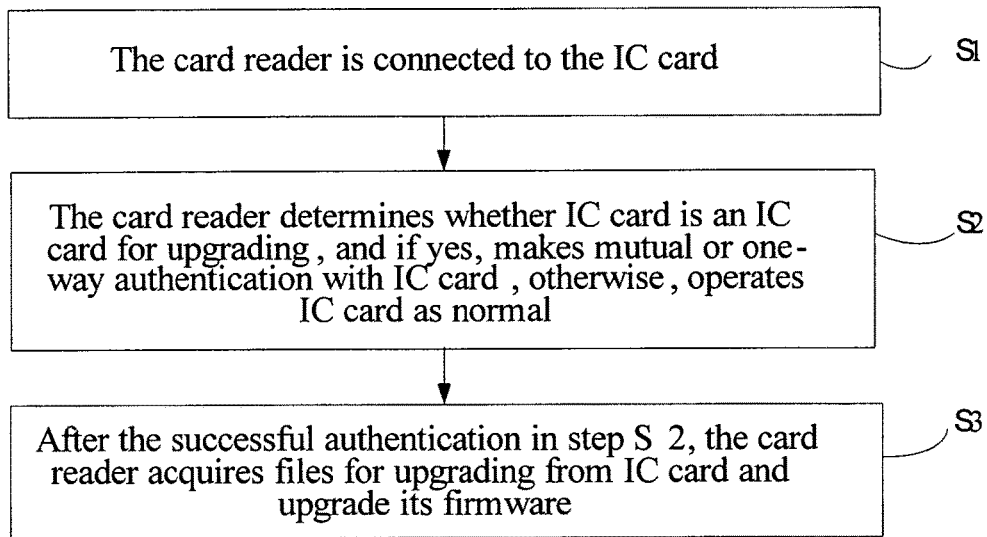 The card reader is connected to the IC card
S1
The card reader determines whether IC card is an IC
card for upgrading, and if yes, makes mutual or one-
way authentication with IC card , otherwise, operates
IC card as normal
S2
After the successful authentication in step S 2, the card
reader acquires files for upgrading from IC card and
upgrade its firmware
S3